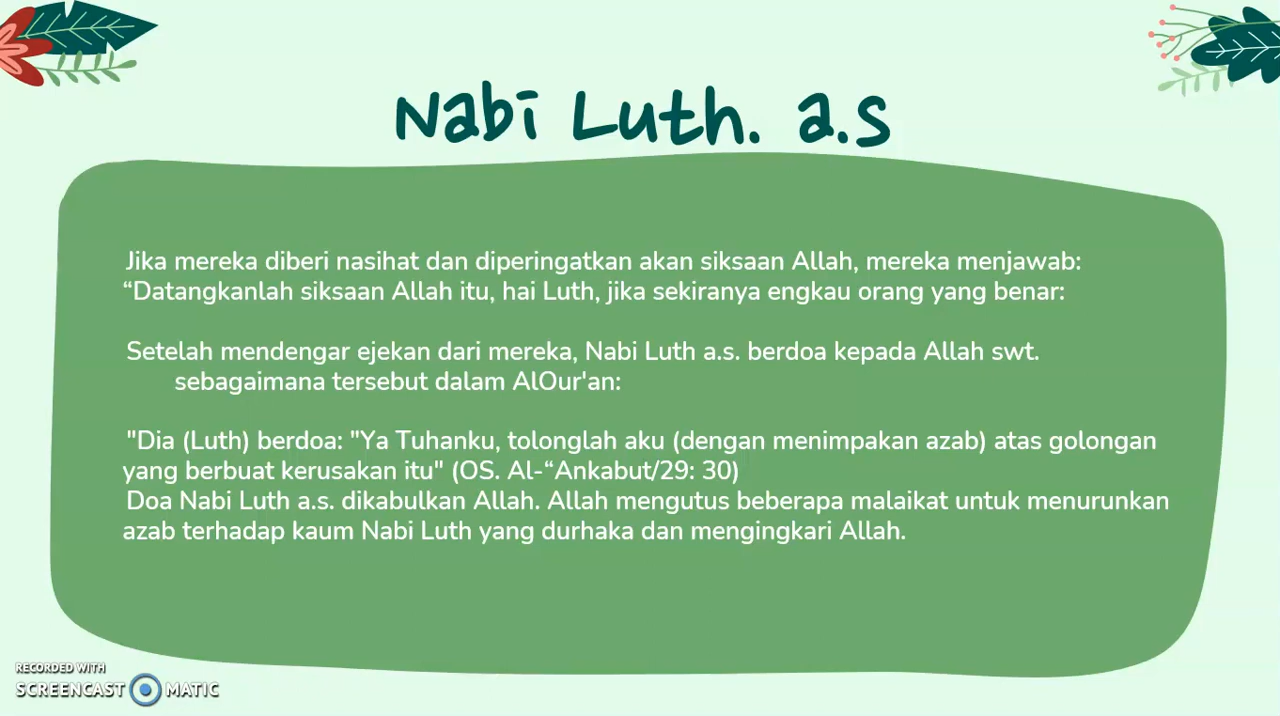 Nabi Luth. a.s
Jika mereka diberi nasihat dan diperingatkan akan siksaan Allah, mereka menjawab:
“Datangkanlah siksaan Allah itu, hai Luth, jika sekiranya engkau orang yang benar:
Setelah mendengar ejekan dari mereka, Nabi Luth a.s. berdoa kepada Allah swt.
sebagaimana tersebut dalam AlOur'an:
"Dia (Luth) berdoa: "Ya Tuhanku, tolonglah aku (dengan menimpakan azab) atas golongan
yang berbuat kerusakan itu" (OS. Al-“Ankabut/29: 30)
Doa Nabi Luth a.s. dikabulkan Allah. Allah mengutus beberapa malaikat untuk menurunkan
azab terhadap kaum Nabi Luth yang durhaka dan mengingkari Allah.
RECORDED WITH
SCREENCAST MATIC